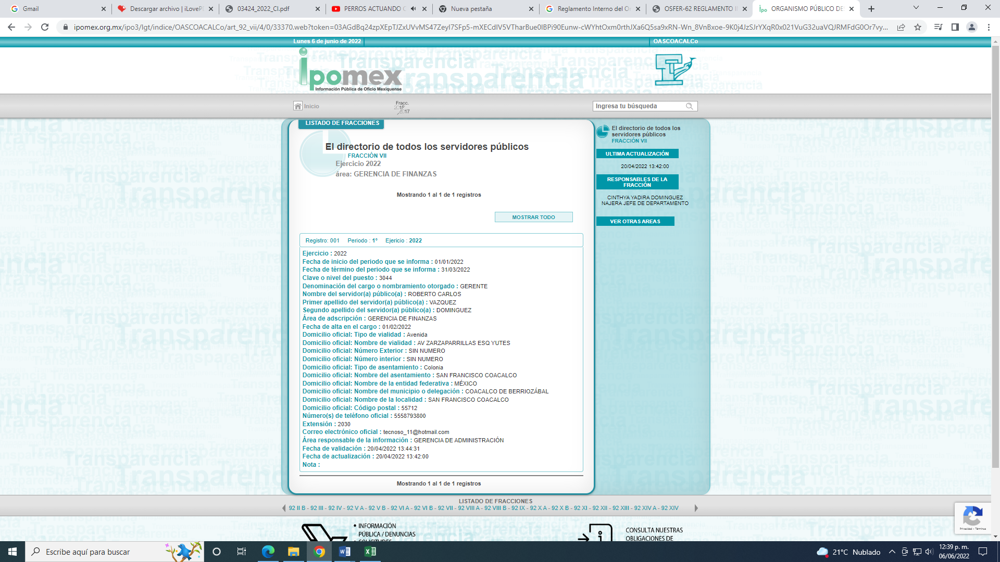 Gmail
Descargar archivo | iLoveP
03424_2022_CI.pdf
PERROS ACTUANDO C
Nueva pestaña
Reglamento Interno del O
OSFER-62 REGLAMENTO I
ipo ORGANISMO PÚBLICO DE
ipomex.org.mx/ipo3/lgt/indice/OASCOACALCo/art_92_vii/4/0/33370.web?token=03AGdBq24zpXEpTJZxUVvMS47Zeyl7SFp5-mXECdIV5VTharBue0lBPi90Eunw-cWYhtOxm0rthJXa6Q5sa9xRN-Wn_8VnBxoe-9K0j4JzSJrYXqR0x021VuG32uaVQJRMFdG0Or7vy...
Lunes 6 de junio de 2022
OASCOACALCo
Transparencia
ipomex
Información Pública de Oficio Mexiquense
Inicio
Fracc.
Ingresa tu búsqueda
LISTADO DE FRACCIONES
El directorio de todos los servidores públicos
FRACCIÓN VII
Ejercicio 2022
área: GERENCIA DE FINANZAS
Mostrando 1 al 1 de 1 registros
MOSTRAR TODO
Registro: 001 Periodo : 1° Ejericio : 2022
Ejercicio : 2022
Fecha de inicio del periodo que se informa : 01/01/2022
Fecha de término del periodo que se informa : 31/03/2022
Clave o nivel del puesto : 3044
Denominación del cargo o nombramiento otorgado : GERENTE
Nombre del servidor(a) público(a) : ROBERTO CARLOS
Primer apellido del servidor(a) público(a) : VAZQUEZ
Segundo apellido del servidor(a) público(a) : DOMINGUEZ
Área de adscripción : GERENCIA DE FINANZAS
Fecha de alta en el cargo : 01/02/2022
Domicilio oficial: Tipo de vialidad : Avenida
Domicilio oficial: Nombre de vialidad : AV ZARZAPARRILLAS ESQ YUTES
Domicilio oficial: Número Exterior : SIN NUMERO
Domicilio oficial: Número interior : SIN NUMERO
Domicilio oficial: Tipo de asentamiento : Colonia
Domicilio oficial: Nombre del asentamiento : SAN FRANCISCO COACALCO
Domicilio oficial: Nombre de la entidad federativa : MÉXICO
Domicilio oficial: Nombre del municipio o delegación : COACALCO DE BERRIOZÁBAL
Domicilio oficial: Nombre de la localidad : SAN FRANCISCO COACALCO
Domicilio oficial: Código postal : 55712
Número(s) de teléfono oficial : 5558793800
Extensión : 2030
Correo electrónico oficial : tecnoso_11@hotmail.com
Área responsable de la información : GERENCIA DE ADMINISTRACIÓN
Fecha de validación : 20/04/2022 13:44:31
Fecha de actualización : 20/04/2022 13:42:00
Nota :
Mostrando 1 al 1 de 1 registros
El directorio de todos los
servidores públicos
FRACCIÓN VII
ULTIMA ACTUALIZACIÓN
20/04/2022 13:42:00
RESPONSABLES DE LA
FRACCIÓN
CINTHYA YADIRA DOMINGUEZ
NAJERA JEFE DE DEPARTAMENTO
VER OTRAS AREAS
LISTADO DE FRACCIONES
92 II B - 92 III - 92 IV - 92 V A - 92 V B - 92 VI A - 92 VI B - 92 VII - 92 VIII A - 92 VIII B - 92 IX - 92 X A - 92 X B - 92 XI - 92 XII - 92 XIII - 92 XIV A - 92 XIV
• INFORMACIÓN
PÚBLICA / DENUNCIAS
• SOLICITUDES
CONSULTA NUESTRAS
OBLIGACIONES DE
Privacidad - Términos
Escribe aquí para buscar
21°C Nublado
12:39 p. m.
06/06/2022